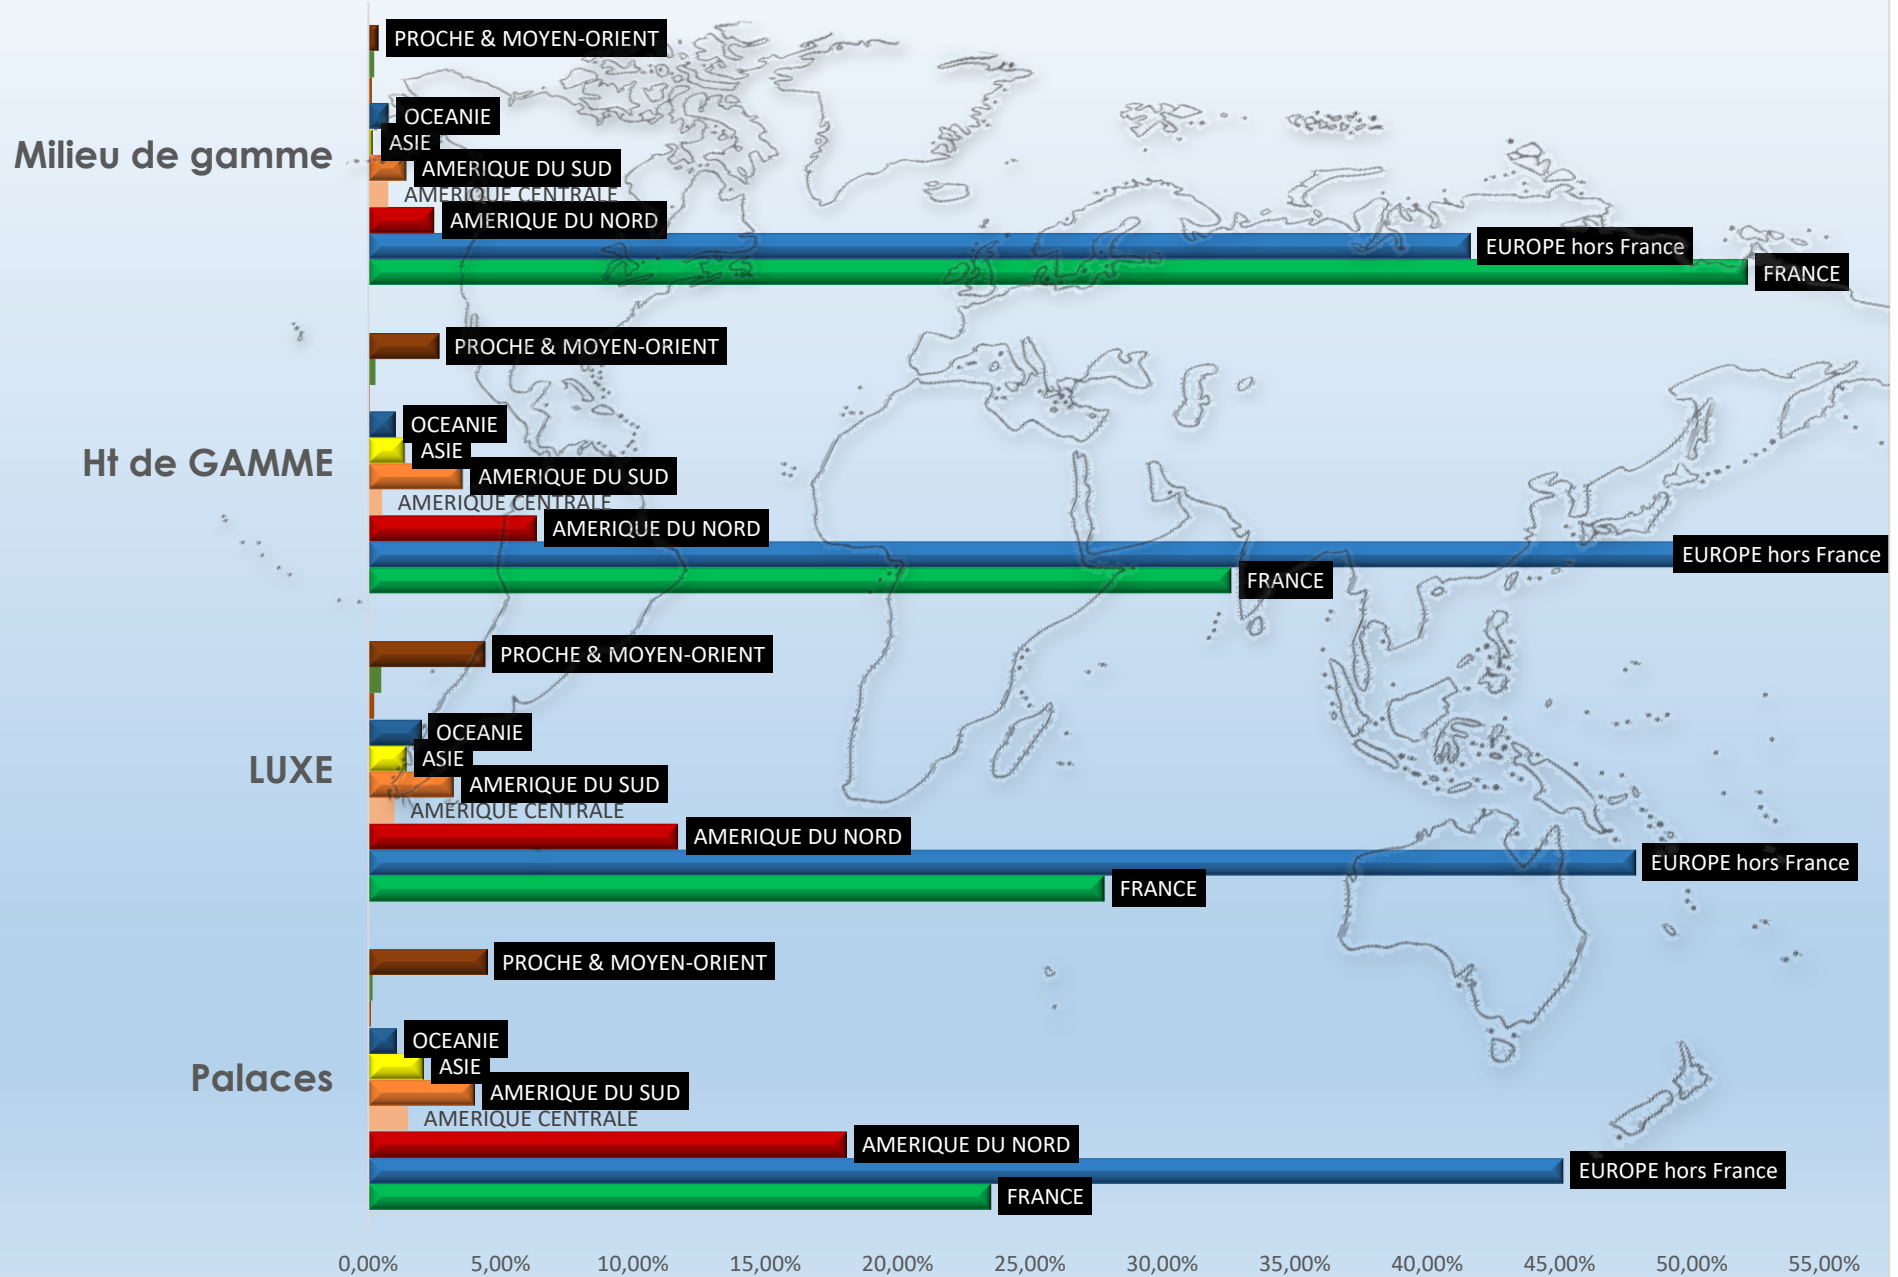 PROCHE & MOYEN-ORIENT
OCEANIE
ASIE
Milieu de gamme
AMERIQUE DU SUD
AMERIQUE CENTRALE
AMERIQUE DU NORD
EUROPE hors France
FRANCE
PROCHE & MOYEN-ORIENT
OCEANIE
ASIE
Ht de GAMME
AMERIQUE DU SUD
AMERIQUE CENTRALE
AMERIQUE DU NORD
EUROPE hors France
FRANCE
PROCHE & MOYEN-ORIENT
OCEANIE
ASIE
LUXE
AMERIQUE DU SUD
AMERIQUE CENTRALE
AMERIQUE DU NORD
EUROPE hors France
FRANCE
PROCHE & MOYEN-ORIENT
OCEANIE
ASIE
Palaces
AMERIQUE DU SUD
AMERIQUE CENTRALE
AMERIQUE DU NORD
EUROPE hors France
FRANCE
0,00% 5,00% 10,00% 15,00% 20,00% 25,00% 30,00% 35,00% 40,00% 45,00% 50,00% 55,00%